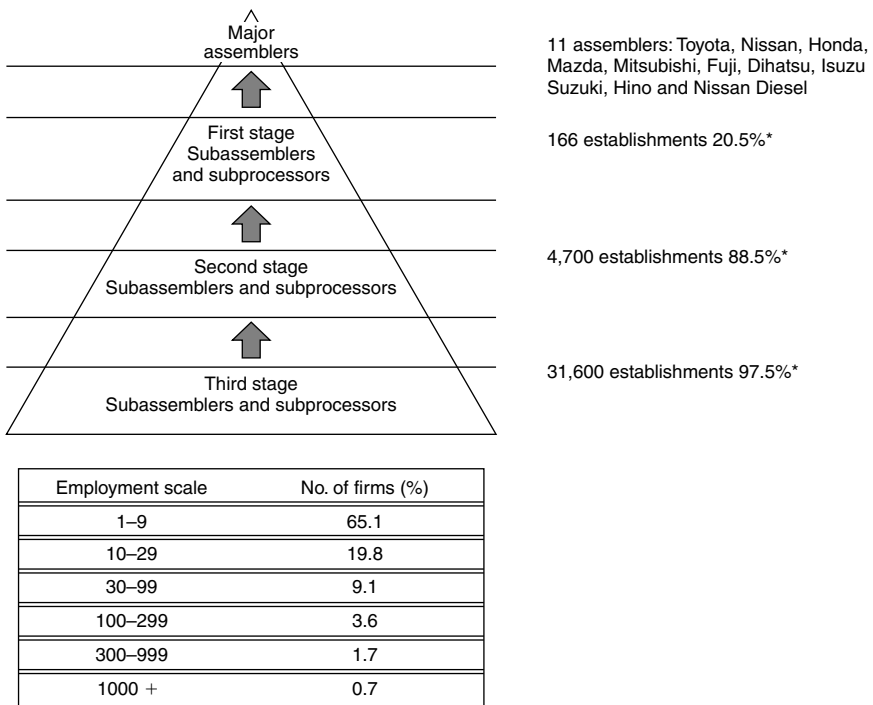 Major
assemblers
11 assemblers: Toyota, Nissan, Honda,
Mazda, Mitsubishi, Fuji, Dihatsu, Isuzu
Suzuki, Hino and Nissan Diesel
First stage
Subassemblers
and subprocessors
166 establishments 20.5%*
Second stage
Subassemblers and subprocessors
4,700 establishments 88.5%*
Third stage
Subassemblers and subprocessors
31,600 establishments 97.5%*
Employment scale No. of firms (%)
1–9 65.1
10–29 19.8
30–99 9.1
100–299 3.6
300–999 1.7
1000 + 0.7